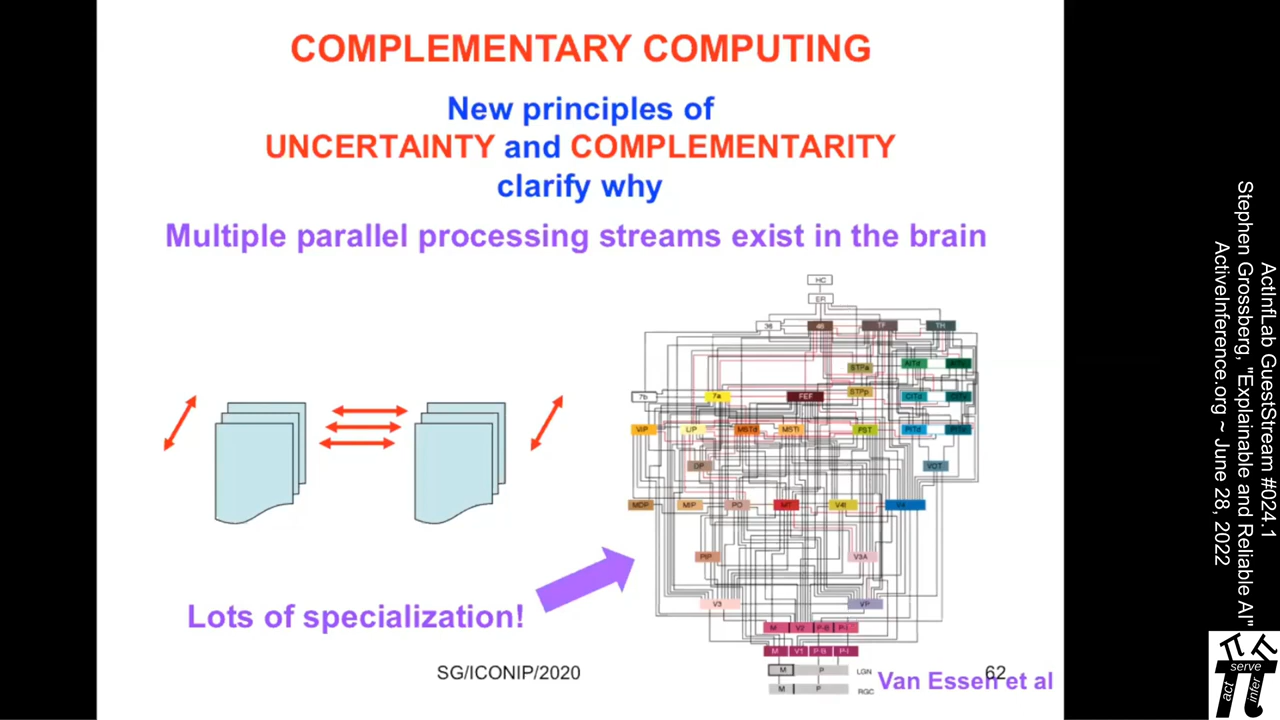 COMPLEMENTARY COMPUTING
New principles of
UNCERTAINTY and COMPLEMENTARITY
clarify why
Multiple parallel processing streams exist in the brain
HC
ER
36
46 TF TH
STPa AITd
STPp
7b 7a FEF CITd
VIP LIP MSTd MSTl FST PITd
DP VOT
MDP MIP PO MT V4t V4
PIP V3A
V3 VP
M V2 P-B P-I
M V1 P-B P-I
M P LGN
M P RGC
Lots of specialization!
SG/ICONIP/2020
62
Van Essen et al
ActInfLab GuestStream #024.1
Stephen Grossberg, "Explainable and Reliable AI"
ActiveInference.org ~ June 28, 2022
serve
act
infer